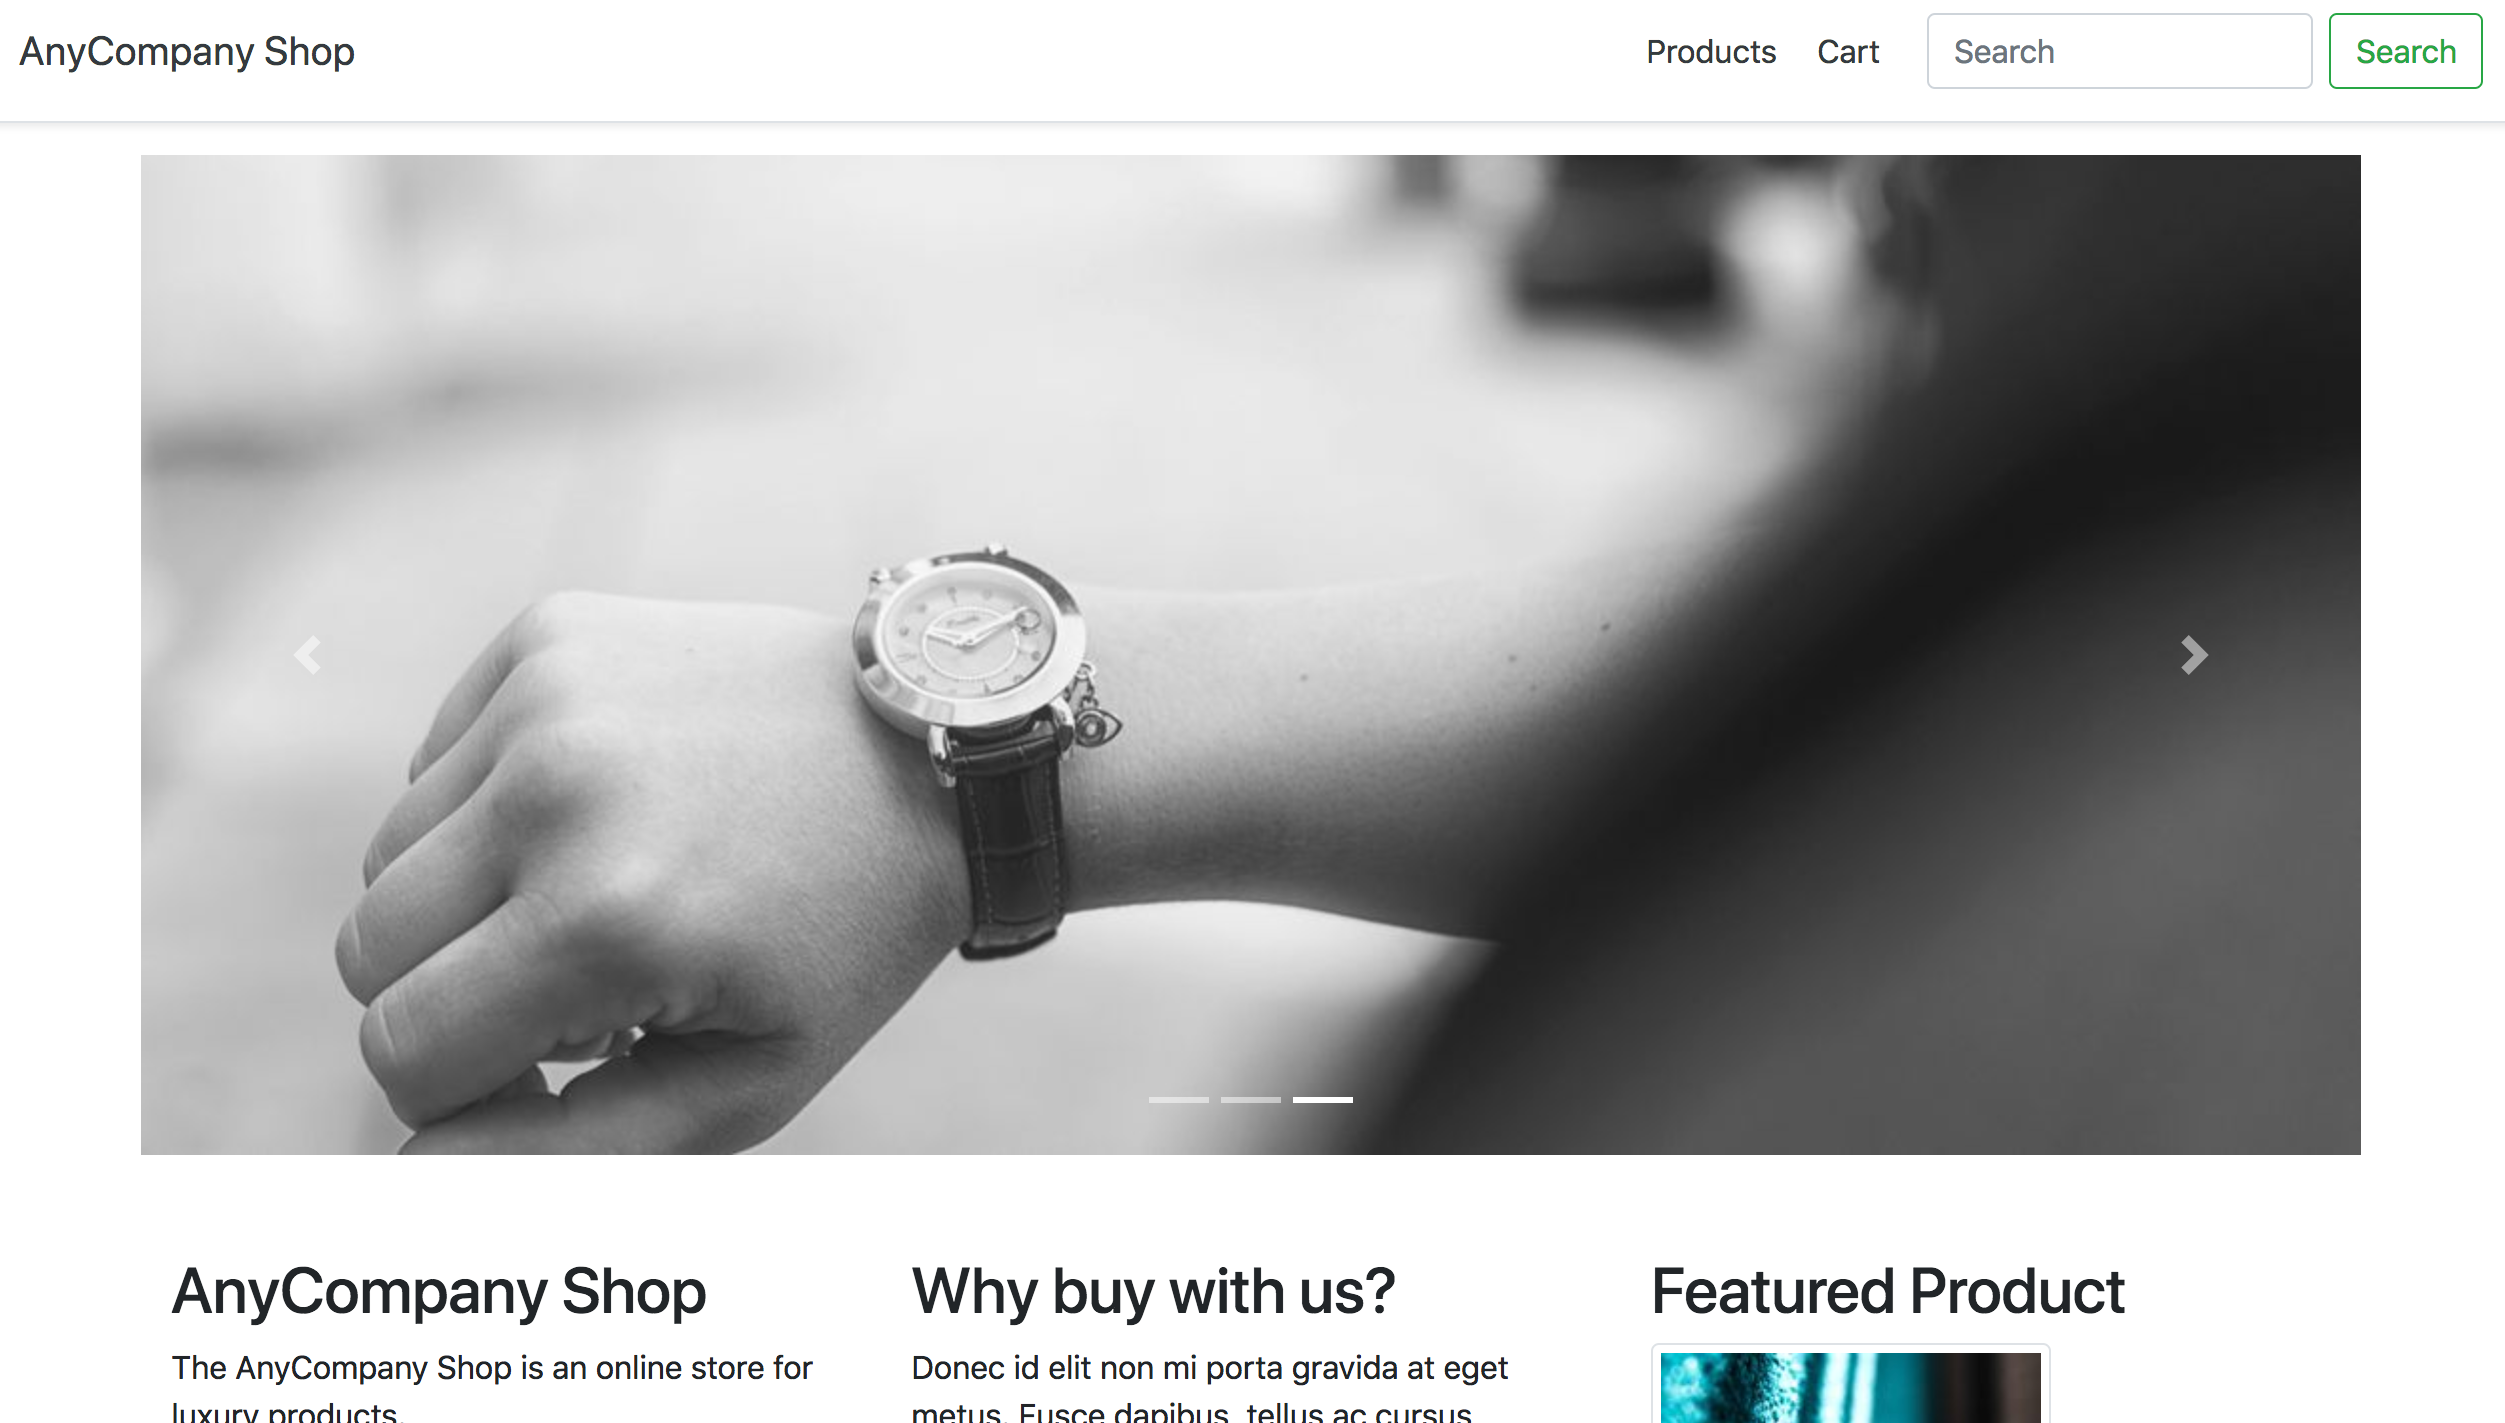 AnyCompany Shop
Products
Cart
Search
Search
AnyCompany Shop
The AnyCompany Shop is an online store for
luxury products.
Why buy with us?
Donec id elit non mi porta gravida at eget
metus. Fusce dapibus, tellus ac cursus
Featured Product